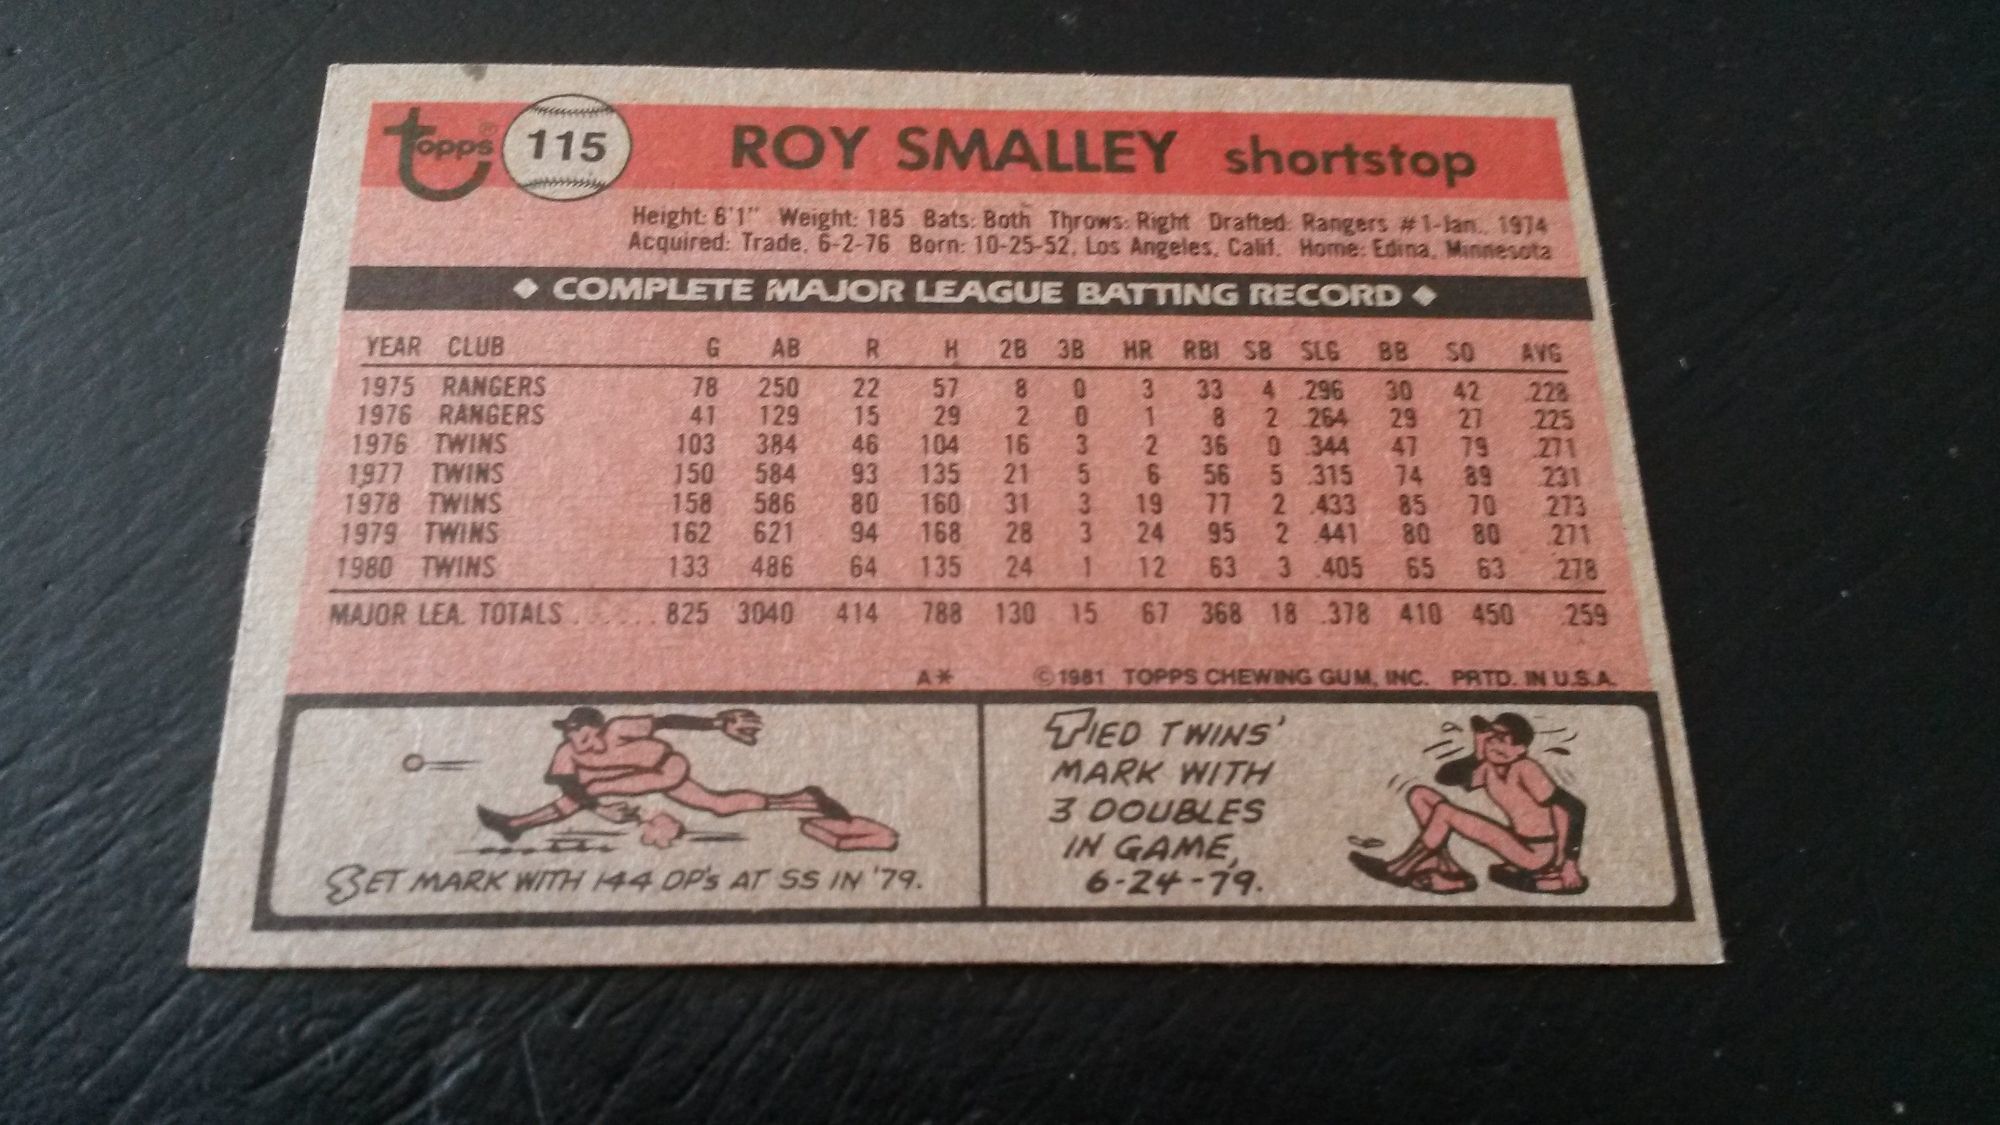 topps® 115 ROY SMALLEY shortstop
Height: 6'1" Weight: 185 Bats: Both Throws: Right Drafted: Rangers #1-Jan., 1974
Acquired: Trade, 6-2-76 Born: 10-25-52, Los Angeles, Calif. Home: Edina, Minnesota
◆ COMPLETE MAJOR LEAGUE BATTING RECORD ◆
YEAR CLUB G AB R H 2B 3B HR RBI SB SLG BB SO AVG
1975 RANGERS 78 250 22 57 8 0 3 33 4 .296 30 42 .228
1976 RANGERS 41 129 15 29 2 0 1 8 2 .264 29 27 .225
1976 TWINS 103 384 46 104 16 3 2 36 0 .344 47 79 .271
1977 TWINS 150 584 93 135 21 5 6 56 5 .315 74 89 .231
1978 TWINS 158 586 80 160 31 3 19 77 2 .433 85 70 .273
1979 TWINS 162 621 94 168 28 3 24 95 2 .441 80 80 .271
1980 TWINS 133 486 64 135 24 1 12 63 3 .405 65 63 .278
MAJOR LEA. TOTALS ...... 825 3040 414 788 130 15 67 368 18 .378 410 450 .259
A* ©1981 TOPPS CHEWING GUM, INC. PRTD. IN U.S.A.
SET MARK WITH 144 DP's AT SS IN '79.
TIED TWINS'
MARK WITH
3 DOUBLES
IN GAME,
6-24-79.